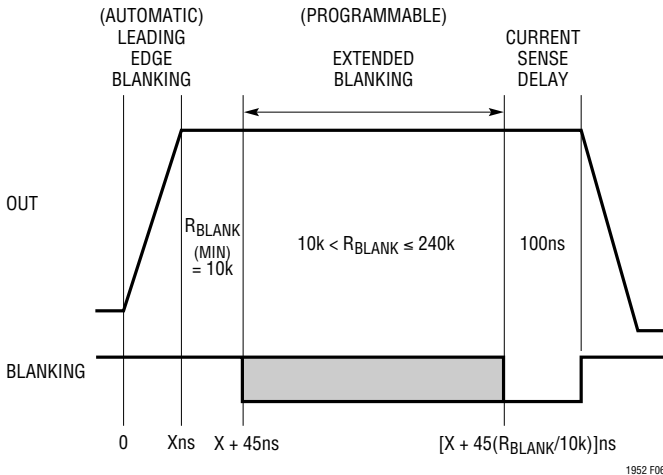 (AUTOMATIC)
LEADING
EDGE
BLANKING
(PROGRAMMABLE)
EXTENDED
BLANKING
CURRENT
SENSE
DELAY
OUT
RBLANK
(MIN)
= 10k
10k < RBLANK ≤ 240k
100ns
BLANKING
0
Xns
X + 45ns
[X + 45(RBLANK/10k)]ns
1952 F06